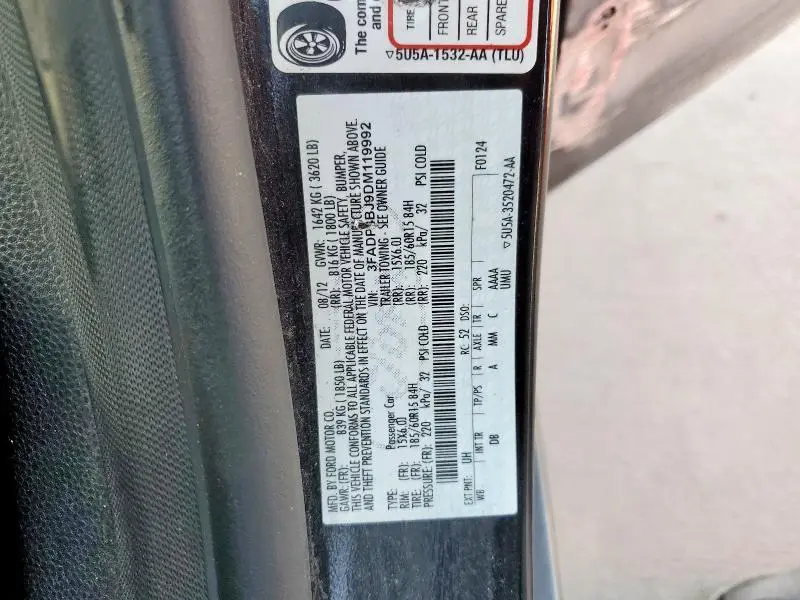 The com
and c
TIRE
FRONT
REAR
SPARE
▽5U5A-1532-AA (TLU)
MFD. BY FORD MOTOR CO. DATE: 08/12 GVWR: 1642 KG ( 3620 LB)
GAWR: (FR): 839 KG ( 1850 LB) (RR): 816 KG ( 1800 LB)
THIS VEHICLE CONFORMS TO ALL APPLICABLE FEDERAL MOTOR VEHICLE SAFETY, BUMPER,
AND THEFT PREVENTION STANDARDS IN EFFECT ON THE DATE OF MANUFACTURE SHOWN ABOVE.
VIN: 3FADP4BJ9DM119992
TYPE: Passenger Car TRAILER TOWING - SEE OWNER GUIDE
RIM: (FR): 15X6.0J (RR): 15X6.0J
TIRE: (FR): 185/60R15 84H (RR): 185/60R15 84H
PRESSURE: (FR): 220 kPa/ 32 PSI COLD (RR): 220 kPa/ 32 PSI COLD
EXT PNT: UH RC: 52 DSO: F0124
WB INT TR TP/PS R AXLE TR SPR
DB A MM C AAAA
UMU
▽5U5A-3520472-AA